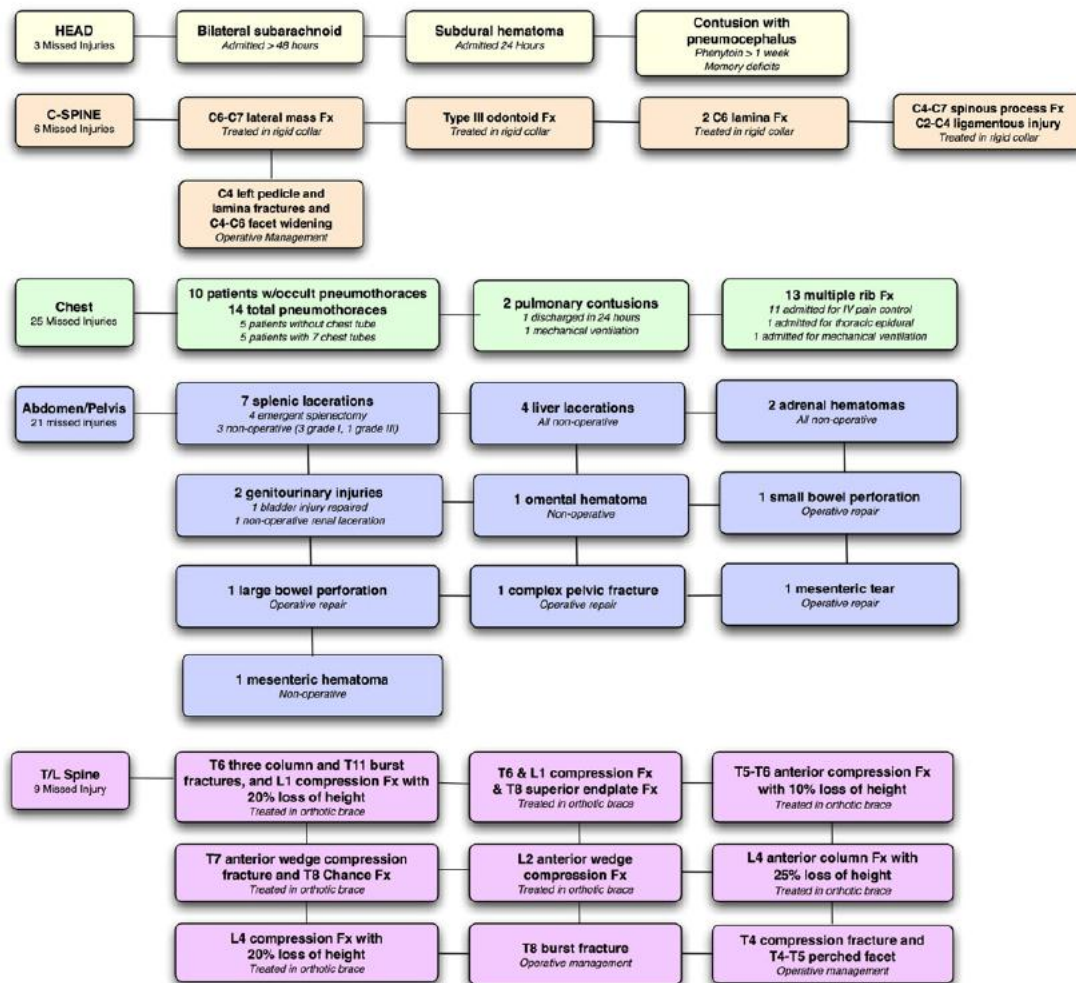 HEAD
3 Missed Injuries
Bilateral subarachnoid
Admitted > 48 hours
Subdural hematoma
Admitted 24 Hours
Contusion with
pneumocephalus
Phenytoin > 1 week
Memory deficits
C-SPINE
6 Missed Injuries
C6-C7 lateral mass Fx
Treated in rigid collar
Type III odontoid Fx
Treated in rigid collar
2 C6 lamina Fx
Treated in rigid collar
C4-C7 spinous process Fx
C2-C4 ligamentous injury
Treated in rigid collar
C4 left pedicle and
lamina fractures and
C4-C6 facet widening
Operative Management
Chest
25 Missed Injuries
10 patients w/occult pneumothoraces
14 total pneumothoraces
5 patients without chest tube
5 patients with 7 chest tubes
2 pulmonary contusions
1 discharged in 24 hours
1 mechanical ventilation
13 multiple rib Fx
11 admitted for IV pain control
1 admitted for thoracic epidural
1 admitted for mechanical ventilation
Abdomen/Pelvis
21 missed injuries
7 splenic lacerations
4 emergent splenectomy
3 non-operative (3 grade I, 1 grade III)
4 liver lacerations
All non-operative
2 adrenal hematomas
All non-operative
2 genitourinary injuries
1 bladder injury repaired
1 non-operative renal laceration
1 omental hematoma
Non-operative
1 small bowel perforation
Operative repair
1 large bowel perforation
Operative repair
1 complex pelvic fracture
Operative repair
1 mesenteric tear
Operative repair
1 mesenteric hematoma
Non-operative
T/L Spine
9 Missed Injury
T6 three column and T11 burst
fractures, and L1 compression Fx with
20% loss of height
Treated in orthotic brace
T6 & L1 compression Fx
& T8 superior endplate Fx
Treated in orthotic brace
T5-T6 anterior compression Fx
with 10% loss of height
Treated in orthotic brace
T7 anterior wedge compression
fracture and T8 Chance Fx
Treated in orthotic brace
L2 anterior wedge
compression Fx
Treated in orthotic brace
L4 anterior column Fx with
25% loss of height
Treated in orthotic brace
L4 compression Fx with
20% loss of height
Treated in orthotic brace
T8 burst fracture
Operative management
T4 compression fracture and
T4-T5 perched facet
Operative management